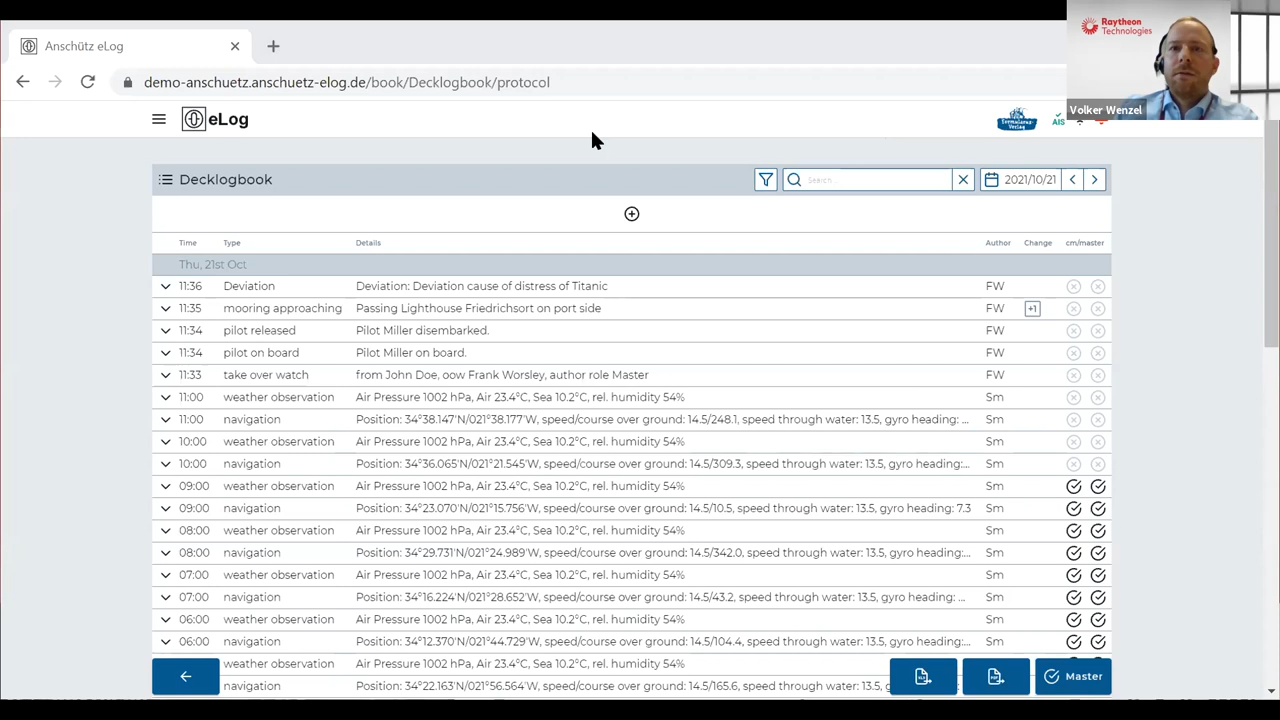 Anschütz eLog
Raytheon
Technologies
demo-anschuetz.anschuetz-elog.de/book/Decklogbook/protocol
Volker Wenzel
eLog
Formulare-
Verlag
AIS
Decklogbook
Search...
2021/10/21
Time Type Details Author Change cm/master
Thu, 21st Oct
11:36 Deviation Deviation: Deviation cause of distress of Titanic FW
11:35 mooring approaching Passing Lighthouse Friedrichsort on port side FW +1
11:34 pilot released Pilot Miller disembarked. FW
11:34 pilot on board Pilot Miller on board. FW
11:33 take over watch from John Doe, oow Frank Worsley, author role Master FW
11:00 weather observation Air Pressure 1002 hPa, Air 23.4°C, Sea 10.2°C, rel. humidity 54% Sm
11:00 navigation Position: 34°38.147'N/021°38.177'W, speed/course over ground: 14.5/248.1, speed through water: 13.5, gyro heading: ... Sm
10:00 weather observation Air Pressure 1002 hPa, Air 23.4°C, Sea 10.2°C, rel. humidity 54% Sm
10:00 navigation Position: 34°36.065'N/021°21.545'W, speed/course over ground: 14.5/309.3, speed through water: 13.5, gyro heading:... Sm
09:00 weather observation Air Pressure 1002 hPa, Air 23.4°C, Sea 10.2°C, rel. humidity 54% Sm
09:00 navigation Position: 34°23.070'N/021°15.756'W, speed/course over ground: 14.5/10.5, speed through water: 13.5, gyro heading: 7.3 Sm
08:00 weather observation Air Pressure 1002 hPa, Air 23.4°C, Sea 10.2°C, rel. humidity 54% Sm
08:00 navigation Position: 34°29.731'N/021°24.989'W, speed/course over ground: 14.5/342.0, speed through water: 13.5, gyro heading:... Sm
07:00 weather observation Air Pressure 1002 hPa, Air 23.4°C, Sea 10.2°C, rel. humidity 54% Sm
07:00 navigation Position: 34°16.224'N/021°28.652'W, speed/course over ground: 14.5/43.2, speed through water: 13.5, gyro heading: ... Sm
06:00 weather observation Air Pressure 1002 hPa, Air 23.4°C, Sea 10.2°C, rel. humidity 54% Sm
06:00 navigation Position: 34°12.370'N/021°44.729'W, speed/course over ground: 14.5/104.4, speed through water: 13.5, gyro heading:... Sm
weather observation Air Pressure 1002 hPa, Air 23.4°C, Sea 10.2°C, rel. humidity 54%
navigation Position: 34°22.163'N/021°56.564'W, speed/course over ground: 14.5/165.6, speed through water: 13.5, g
Master